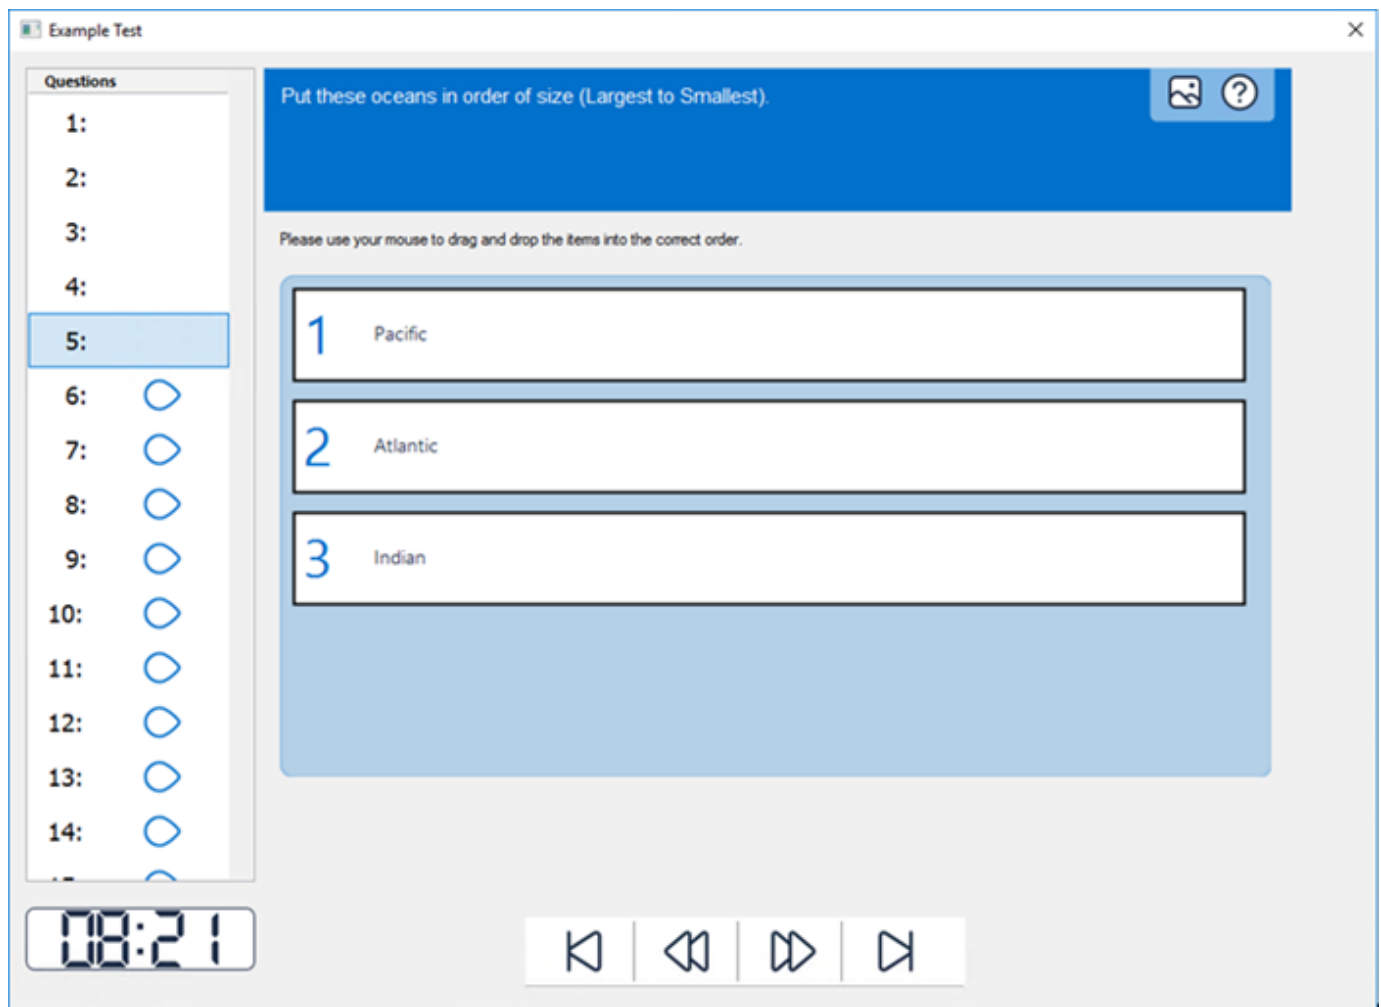 Example Test
Questions
Put these oceans in order of size (Largest to Smallest).
1:
2:
3:
4:
5:
6:
7:
8:
9:
10:
11:
12:
13:
14:
Please use your mouse to drag and drop the items into the correct order.
1 Pacific
2 Atlantic
3 Indian
08:21